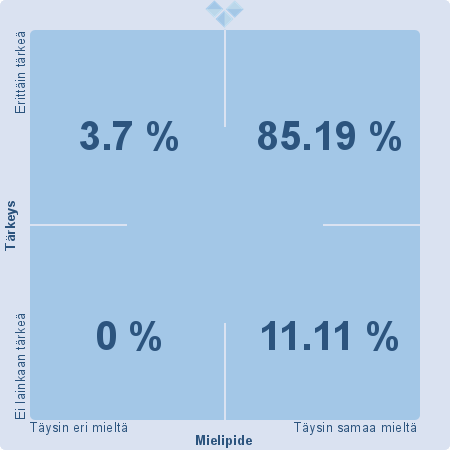 Erittäin tärkeä
3.7 %
85.19 %
Tärkeys
0 %
11.11 %
Ei lainkaan tärkeä
Täysin eri mieltä
Täysin samaa mieltä
Mielipide